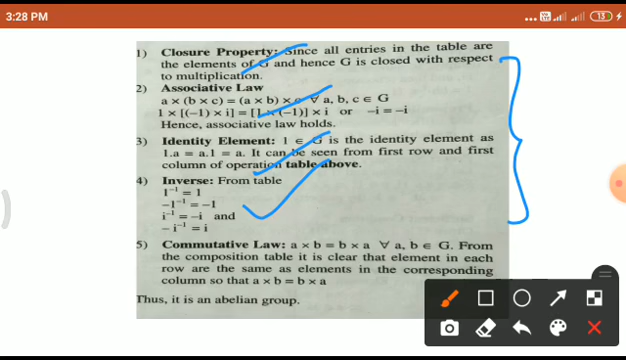 3:28 PM
... 13
1) Closure Property: Since all entries in the table are
the elements of G and hence G is closed with respect
to multiplication.
2) Associative Law
a × (b × c) = (a × b) × c ∀ a, b, c ∈ G
1 × [(−1) × i] = [1 × (−1)] × i or −i = −i
Hence, associative law holds.
3) Identity Element: 1 ∈ G is the identity element as
1.a = a.1 = a. It can be seen from first row and first
column of operation table above.
4) Inverse: From table
1⁻¹ = 1
−1⁻¹ = −1
i⁻¹ = −i and
− i⁻¹ = i
5) Commutative Law: a × b = b × a ∀ a, b ∈ G. From
the composition table it is clear that element in each
row are the same as elements in the corresponding
column so that a × b = b × a
Thus, it is an abelian group.